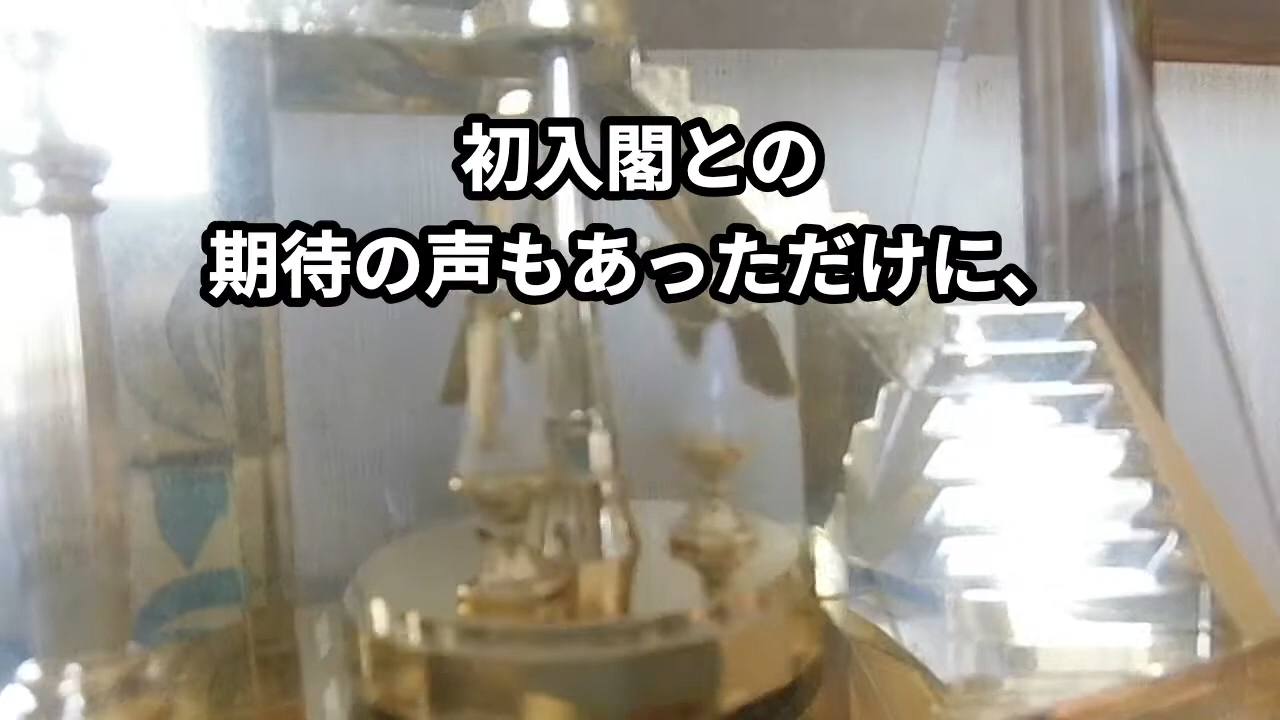 初入閣との
期待の声もあっただけに、